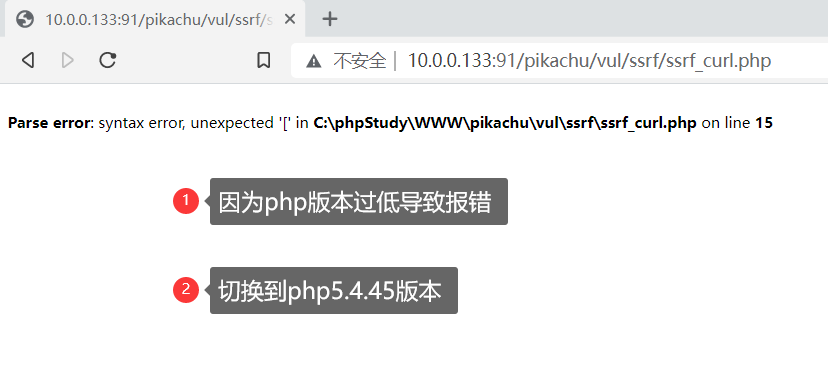 10.0.0.133:91/pikachu/vul/ssrf/s
不安全 10.0.0.133:91/pikachu/vul/ssrf/ssrf_curl.php
Parse error: syntax error, unexpected '[' in C:\phpStudy\WWW\pikachu\vul\ssrf\ssrf_curl.php on line 15
1 因为php版本过低导致报错
2 切换到php5.4.45版本